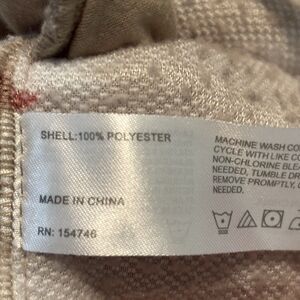 SHELL:100% POLYESTER
MADE IN CHINA
RN: 154746
MACHINE WASH CO
CYCLE WITH LIKE CO
NON-CHLORINE BLEA
NEEDED, TUMBLE DR
REMOVE PROMPTLY,
NEEDED.